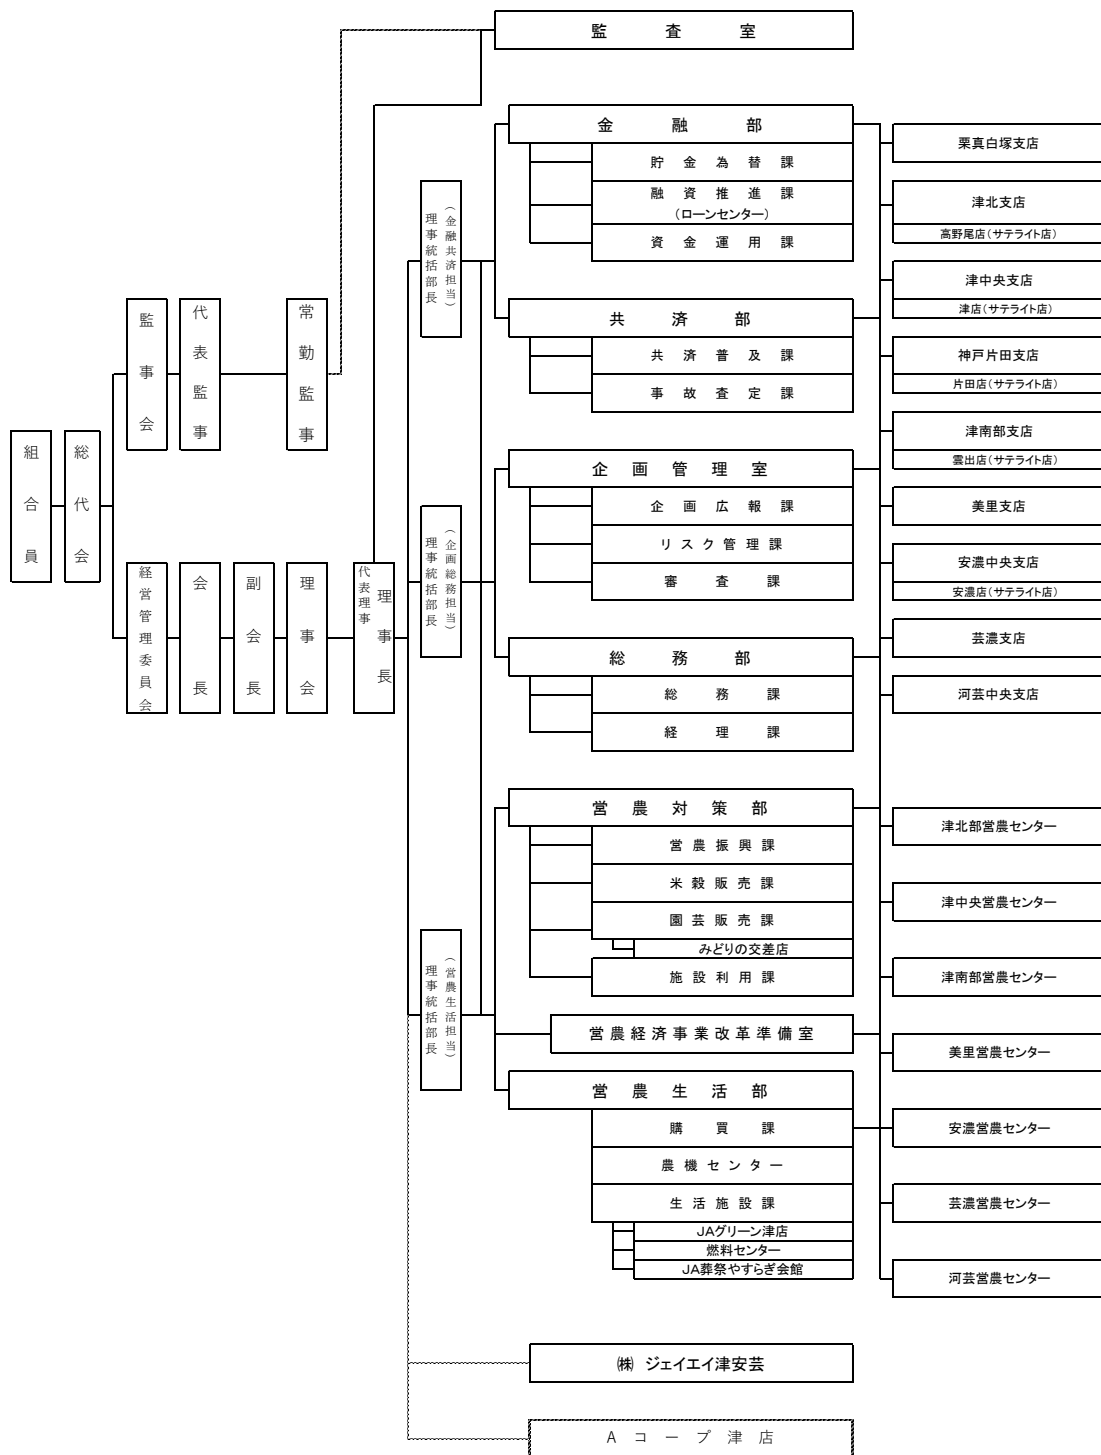 監査室
金融部
貯金為替課
融資推進課
(ローンセンター)
資金運用課
共済部
共済普及課
事故査定課
企画管理室
企画広報課
リスク管理課
審査課
総務部
総務課
経理課
営農対策部
営農振興課
米穀販売課
園芸販売課
みどりの交差店
施設利用課
営農経済事業改革準備室
営農生活部
購買課
農機センター
生活施設課
JAグリーン津店
燃料センター
JA葬祭やすらぎ会館
㈱ ジェイエイ津安芸
Aコープ津店
組合員
総代会
監事会
代表監事
常勤監事
経営管理委員会
会長
副会長
理事会
代表理事
理事長
(金融共済担当)
理事統括部長
(企画総務担当)
理事統括部長
(営農生活担当)
理事統括部長
栗真白塚支店
津北支店
高野尾店(サテライト店)
津中央支店
津店(サテライト店)
神戸片田支店
片田店(サテライト店)
津南部支店
雲出店(サテライト店)
美里支店
安濃中央支店
安濃店(サテライト店)
芸濃支店
河芸中央支店
津北部営農センター
津中央営農センター
津南部営農センター
美里営農センター
安濃営農センター
芸濃営農センター
河芸営農センター